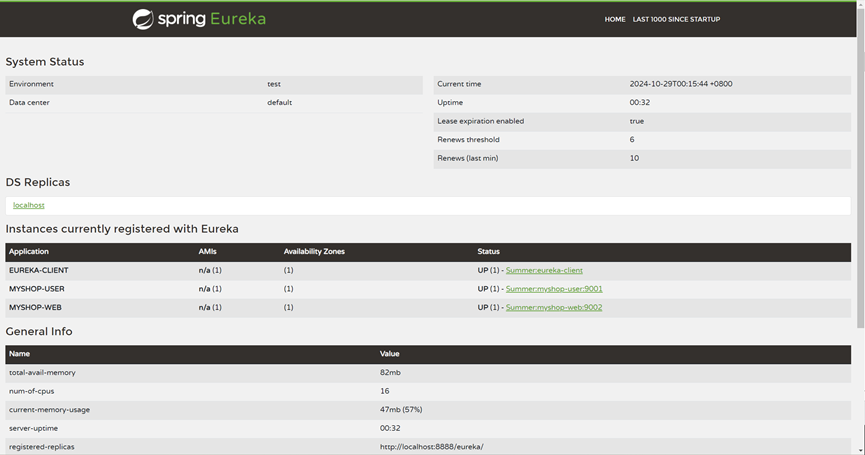 spring Eureka HOME LAST 1000 SINCE STARTUP
System Status
Environment test
Data center default
Current time 2024-10-29T00:15:44 +0800
Uptime 00:32
Lease expiration enabled true
Renews threshold 6
Renews (last min) 10
DS Replicas
localhost
Instances currently registered with Eureka
Application AMIs Availability Zones Status
EUREKA-CLIENT n/a (1) (1) UP (1) - Summer:eureka-client
MYSHOP-USER n/a (1) (1) UP (1) - Summer:myshop-user:9001
MYSHOP-WEB n/a (1) (1) UP (1) - Summer:myshop-web:9002
General Info
Name Value
total-avail-memory 82mb
num-of-cpus 16
current-memory-usage 47mb (57%)
server-uptime 00:32
registered-replicas http://localhost:8888/eureka/